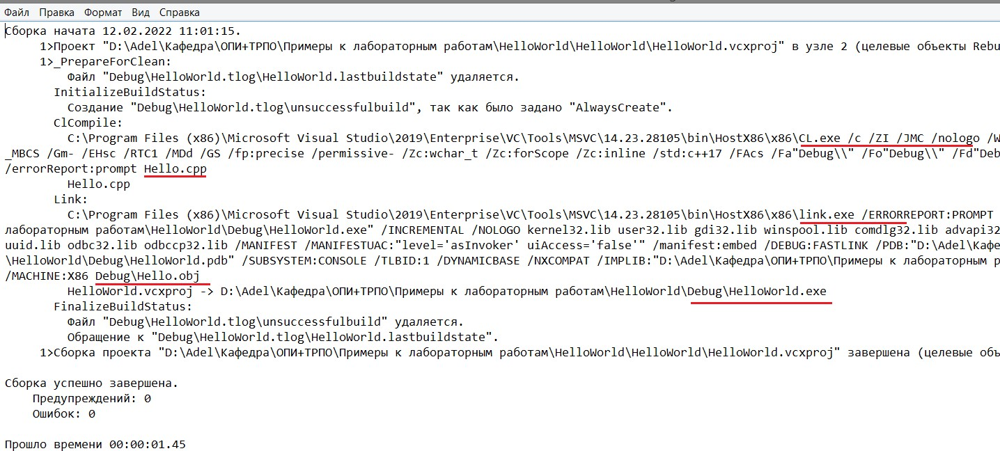 Файл Правка Формат Вид Справка
Сборка начата 12.02.2022 11:01:15.
1>Проект "D:\Adel\Кафедра\ОПИ+ТРПО\Примеры к лабораторным работам\HelloWorld\HelloWorld\HelloWorld.vcxproj" в узле 2 (целевые объекты Rebu
1>_PrepareForClean:
Файл "Debug\HelloWorld.tlog\HelloWorld.lastbuildstate" удаляется.
InitializeBuildStatus:
Создание "Debug\HelloWorld.tlog\unsuccessfulbuild", так как было задано "AlwaysCreate".
ClCompile:
C:\Program Files (x86)\Microsoft Visual Studio\2019\Enterprise\VC\Tools\MSVC\14.23.28105\bin\HostX86\x86\CL.exe /c /ZI /JMC /nologo /W
_MBCS /Gm- /EHsc /RTC1 /MDd /GS /fp:precise /permissive- /Zc:wchar_t /Zc:forScope /Zc:inline /std:c++17 /FAcs /Fa"Debug\\" /Fo"Debug\\" /Fd"Deb
/errorReport:prompt Hello.cpp
Hello.cpp
Link:
C:\Program Files (x86)\Microsoft Visual Studio\2019\Enterprise\VC\Tools\MSVC\14.23.28105\bin\HostX86\x86\link.exe /ERRORREPORT:PROMPT
лабораторным работам\HelloWorld\Debug\HelloWorld.exe" /INCREMENTAL /NOLOGO kernel32.lib user32.lib gdi32.lib winspool.lib comdlg32.lib advapi32
uuid.lib odbc32.lib odbccp32.lib /MANIFEST /MANIFESTUAC:"level='asInvoker' uiAccess='false'" /manifest:embed /DEBUG:FASTLINK /PDB:"D:\Adel\Кафе
\HelloWorld\Debug\HelloWorld.pdb" /SUBSYSTEM:CONSOLE /TLBID:1 /DYNAMICBASE /NXCOMPAT /IMPLIB:"D:\Adel\Кафедра\ОПИ+ТРПО\Примеры к лабораторным р
/MACHINE:X86 Debug\Hello.obj
HelloWorld.vcxproj -> D:\Adel\Кафедра\ОПИ+ТРПО\Примеры к лабораторным работам\HelloWorld\Debug\HelloWorld.exe
FinalizeBuildStatus:
Файл "Debug\HelloWorld.tlog\unsuccessfulbuild" удаляется.
Обращение к "Debug\HelloWorld.tlog\HelloWorld.lastbuildstate".
1>Сборка проекта "D:\Adel\Кафедра\ОПИ+ТРПО\Примеры к лабораторным работам\HelloWorld\HelloWorld\HelloWorld.vcxproj" завершена (целевые объ
Сборка успешно завершена.
Предупреждений: 0
Ошибок: 0
Прошло времени 00:00:01.45